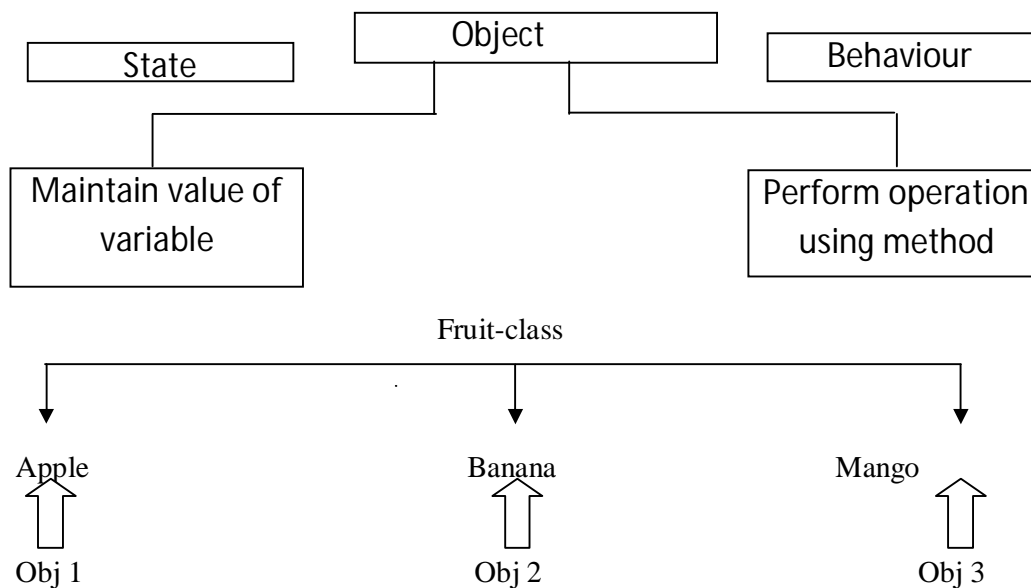 Object
State
Behaviour
Maintain value of
variable
Perform operation
using method
Fruit-class
Apple
Banana
Mango
Obj 1
Obj 2
Obj 3